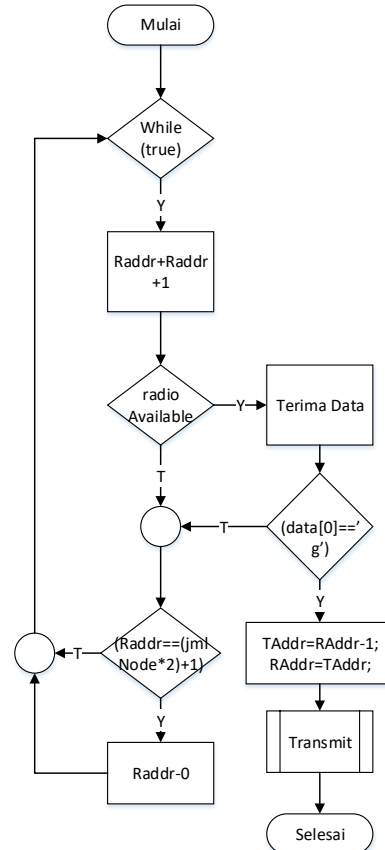 Mulai
While
(true)
Y
Raddr+Raddr
+1
radio
Available
Y
Terima Data
T
T
(data[0]=='
g')
Y
(Raddr==(jml
Node*2)+1)
T
TAddr=RAddr-1;
RAddr=TAddr;
Y
Raddr-0
Transmit
Selesai